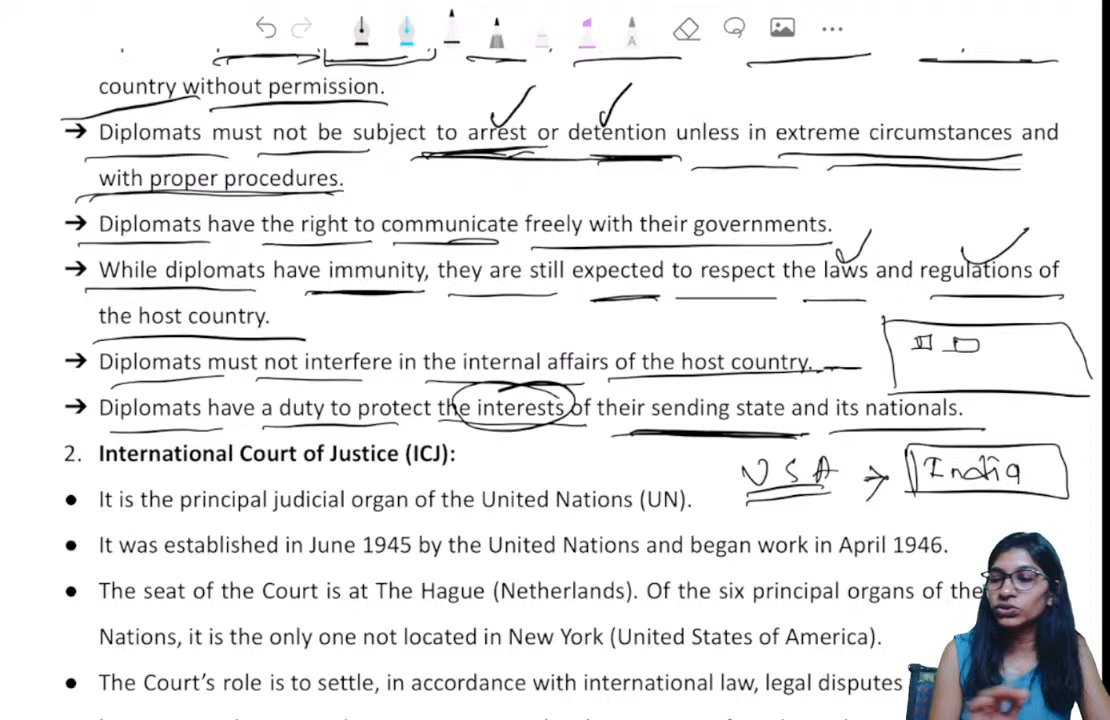 country without permission.
→ Diplomats must not be subject to arrest or detention unless in extreme circumstances and
with proper procedures.
→ Diplomats have the right to communicate freely with their governments.
→ While diplomats have immunity, they are still expected to respect the laws and regulations of
the host country.
→ Diplomats must not interfere in the internal affairs of the host country.
→ Diplomats have a duty to protect the interests of their sending state and its nationals.
2. International Court of Justice (ICJ):
USA → India
● It is the principal judicial organ of the United Nations (UN).
● It was established in June 1945 by the United Nations and began work in April 1946.
● The seat of the Court is at The Hague (Netherlands). Of the six principal organs of the
Nations, it is the only one not located in New York (United States of America).
● The Court's role is to settle, in accordance with international law, legal disputes